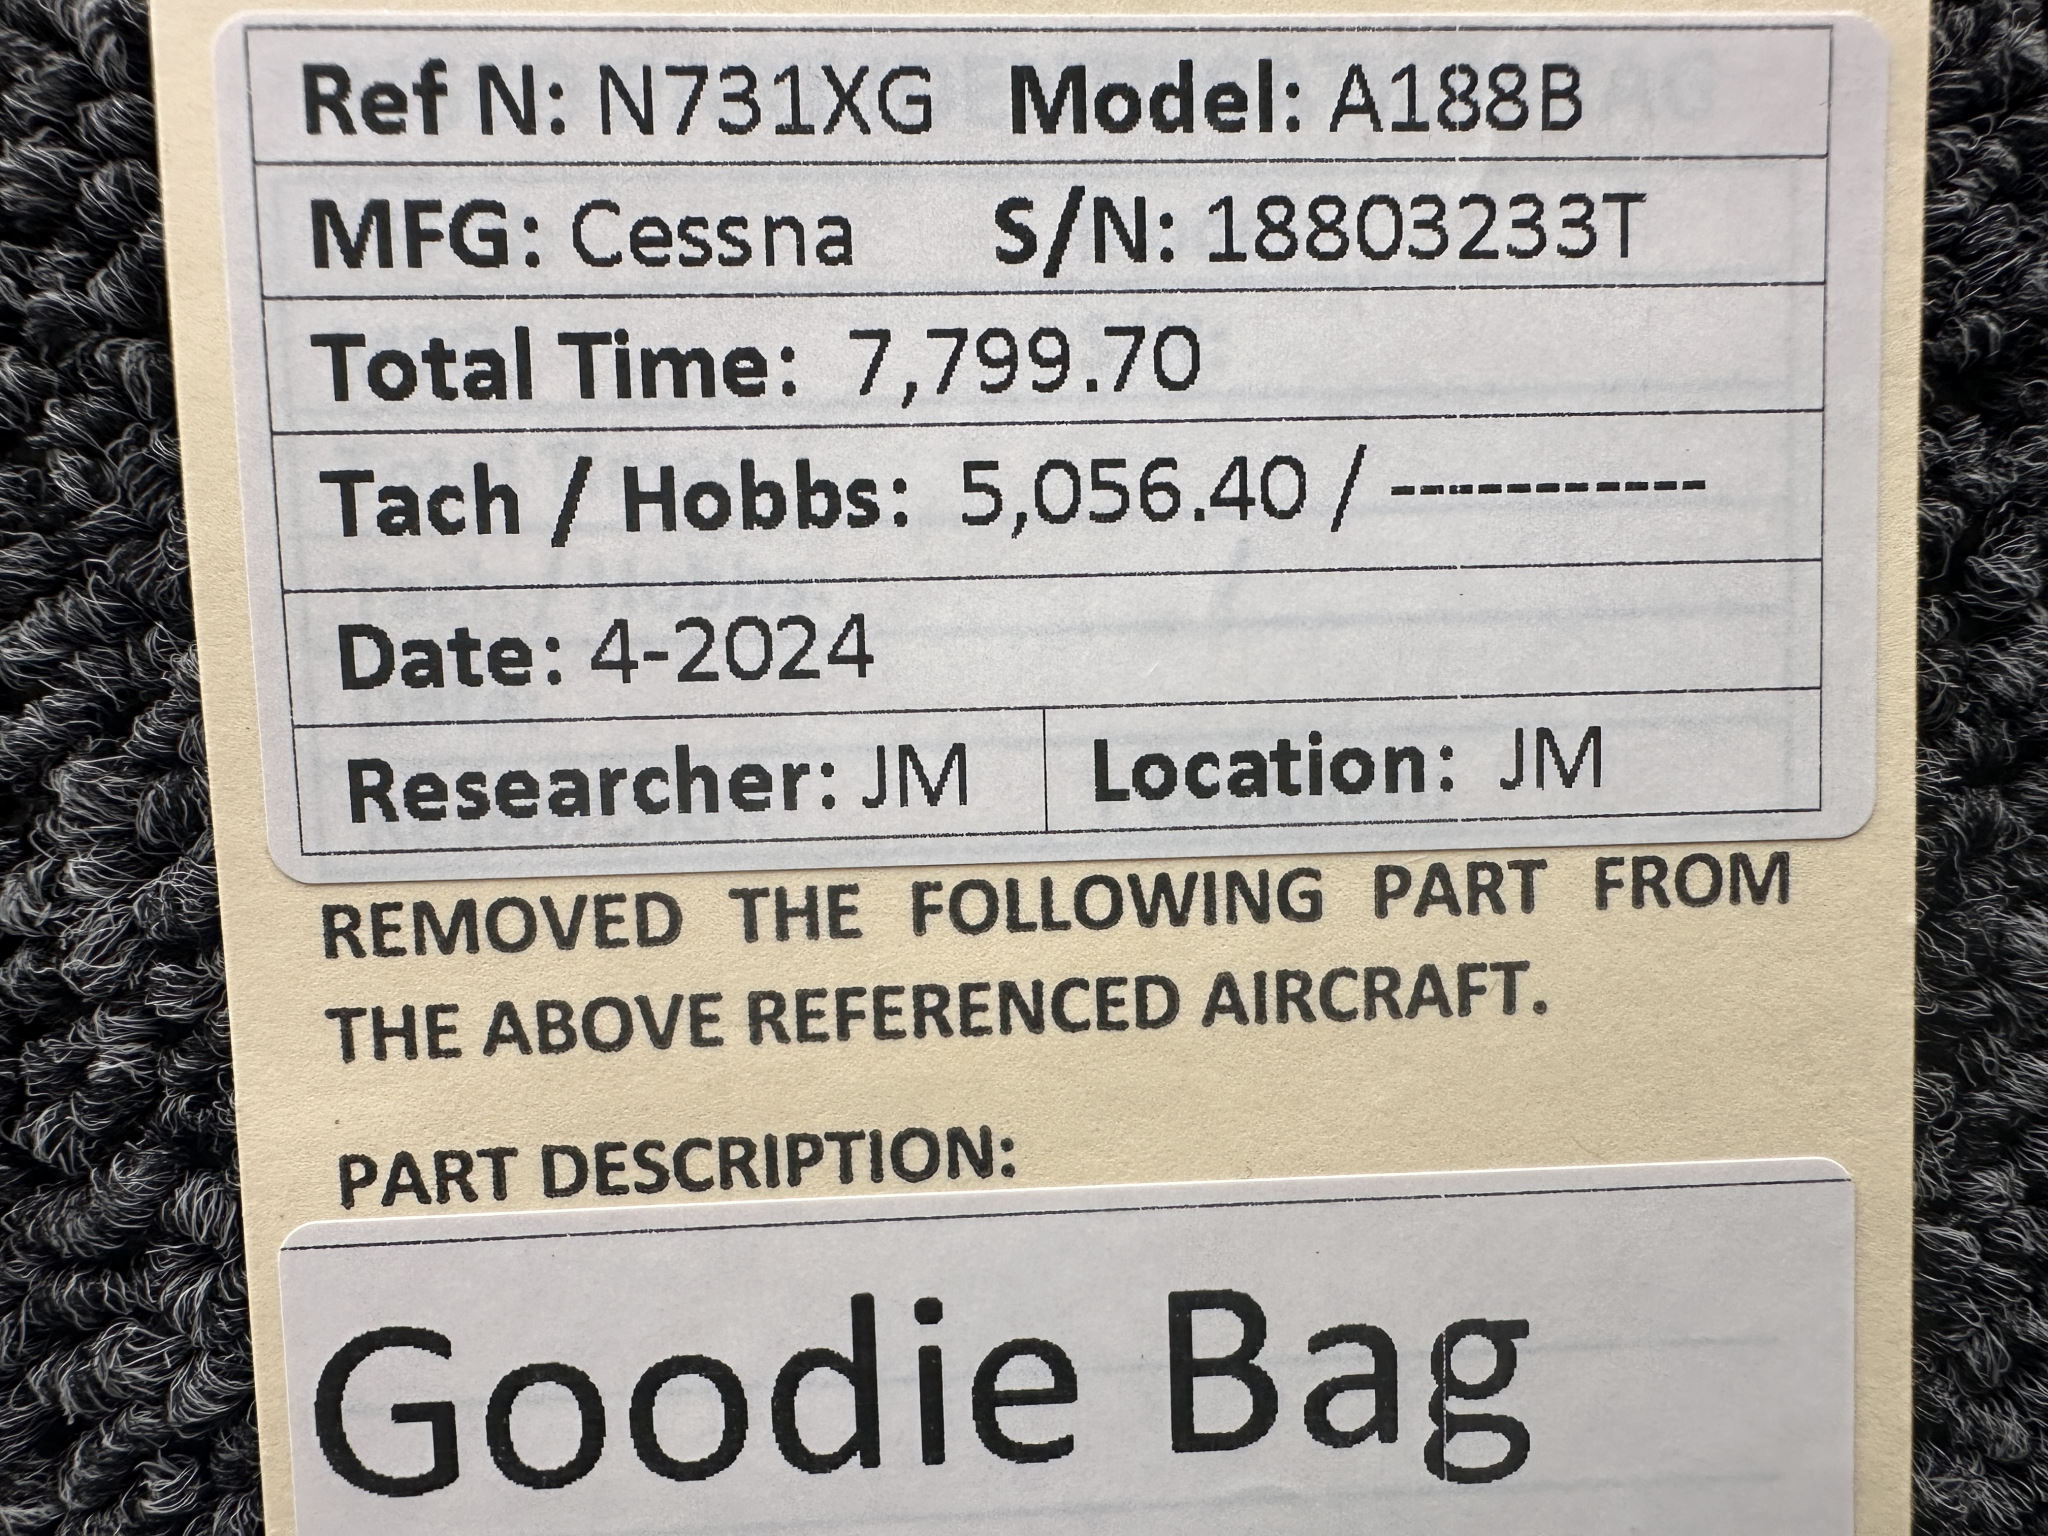 Ref N: N731XG Model: A188B
MFG: Cessna S/N: 18803233T
Total Time: 7,799.70
Tach / Hobbs: 5,056.40 / -----------
Date: 4-2024
Researcher: JM Location: JM
REMOVED THE FOLLOWING PART FROM
THE ABOVE REFERENCED AIRCRAFT.
PART DESCRIPTION:
Goodie Bag